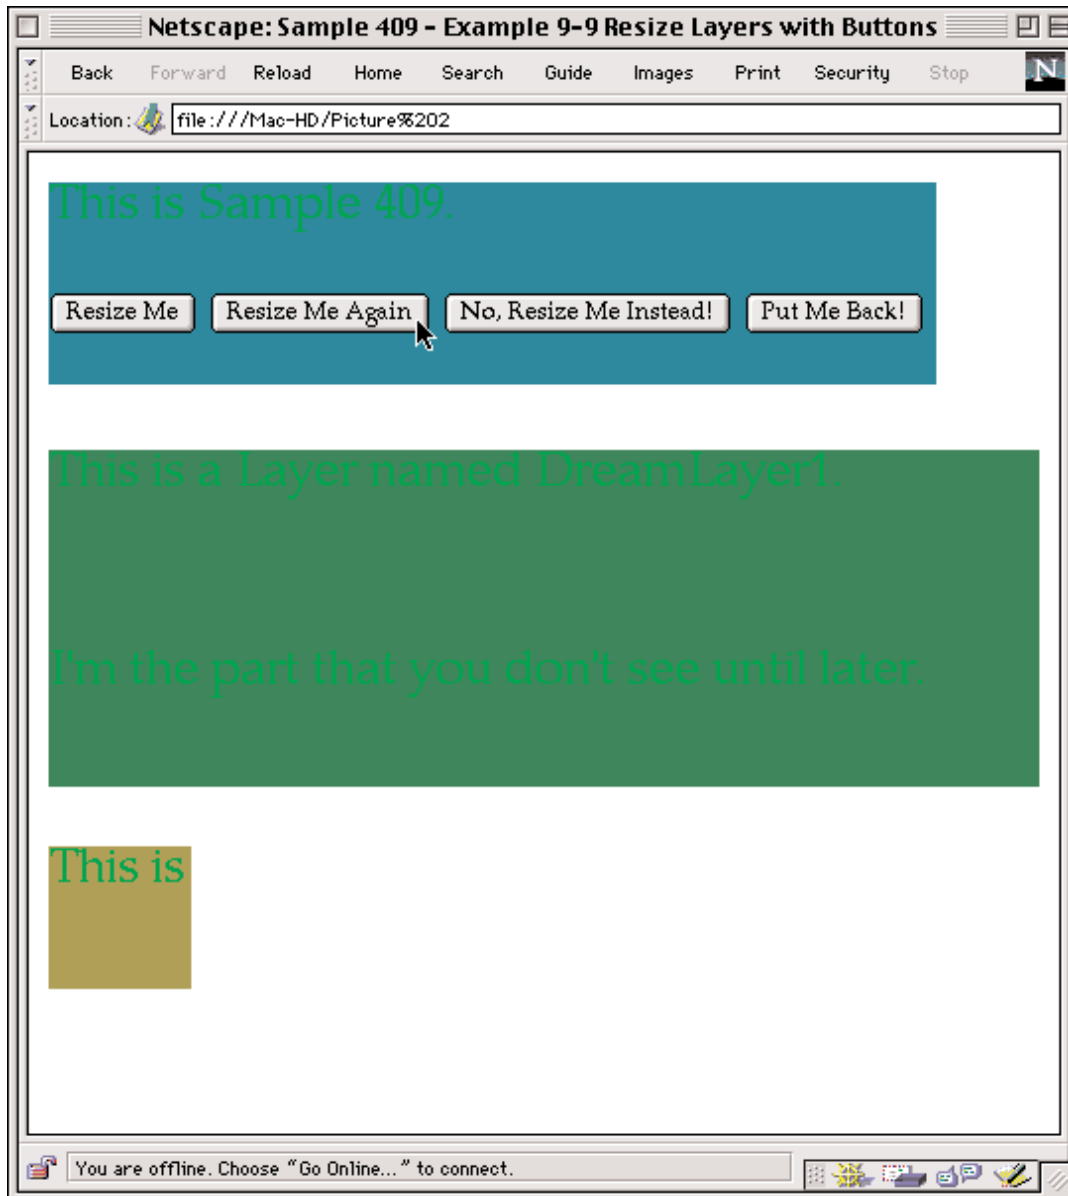 Netscape: Sample 409 - Example 9-9 Resize Layers with Buttons
Back Forward Reload Home Search Guide Images Print Security Stop N
Location: file:///Mac-HD/Picture%202
This is Sample 409.
Resize Me Resize Me Again No, Resize Me Instead! Put Me Back!
This is a Layer named DreamLayer1.
I'm the part that you don't see until later.
This is
You are offline. Choose “Go Online...” to connect.